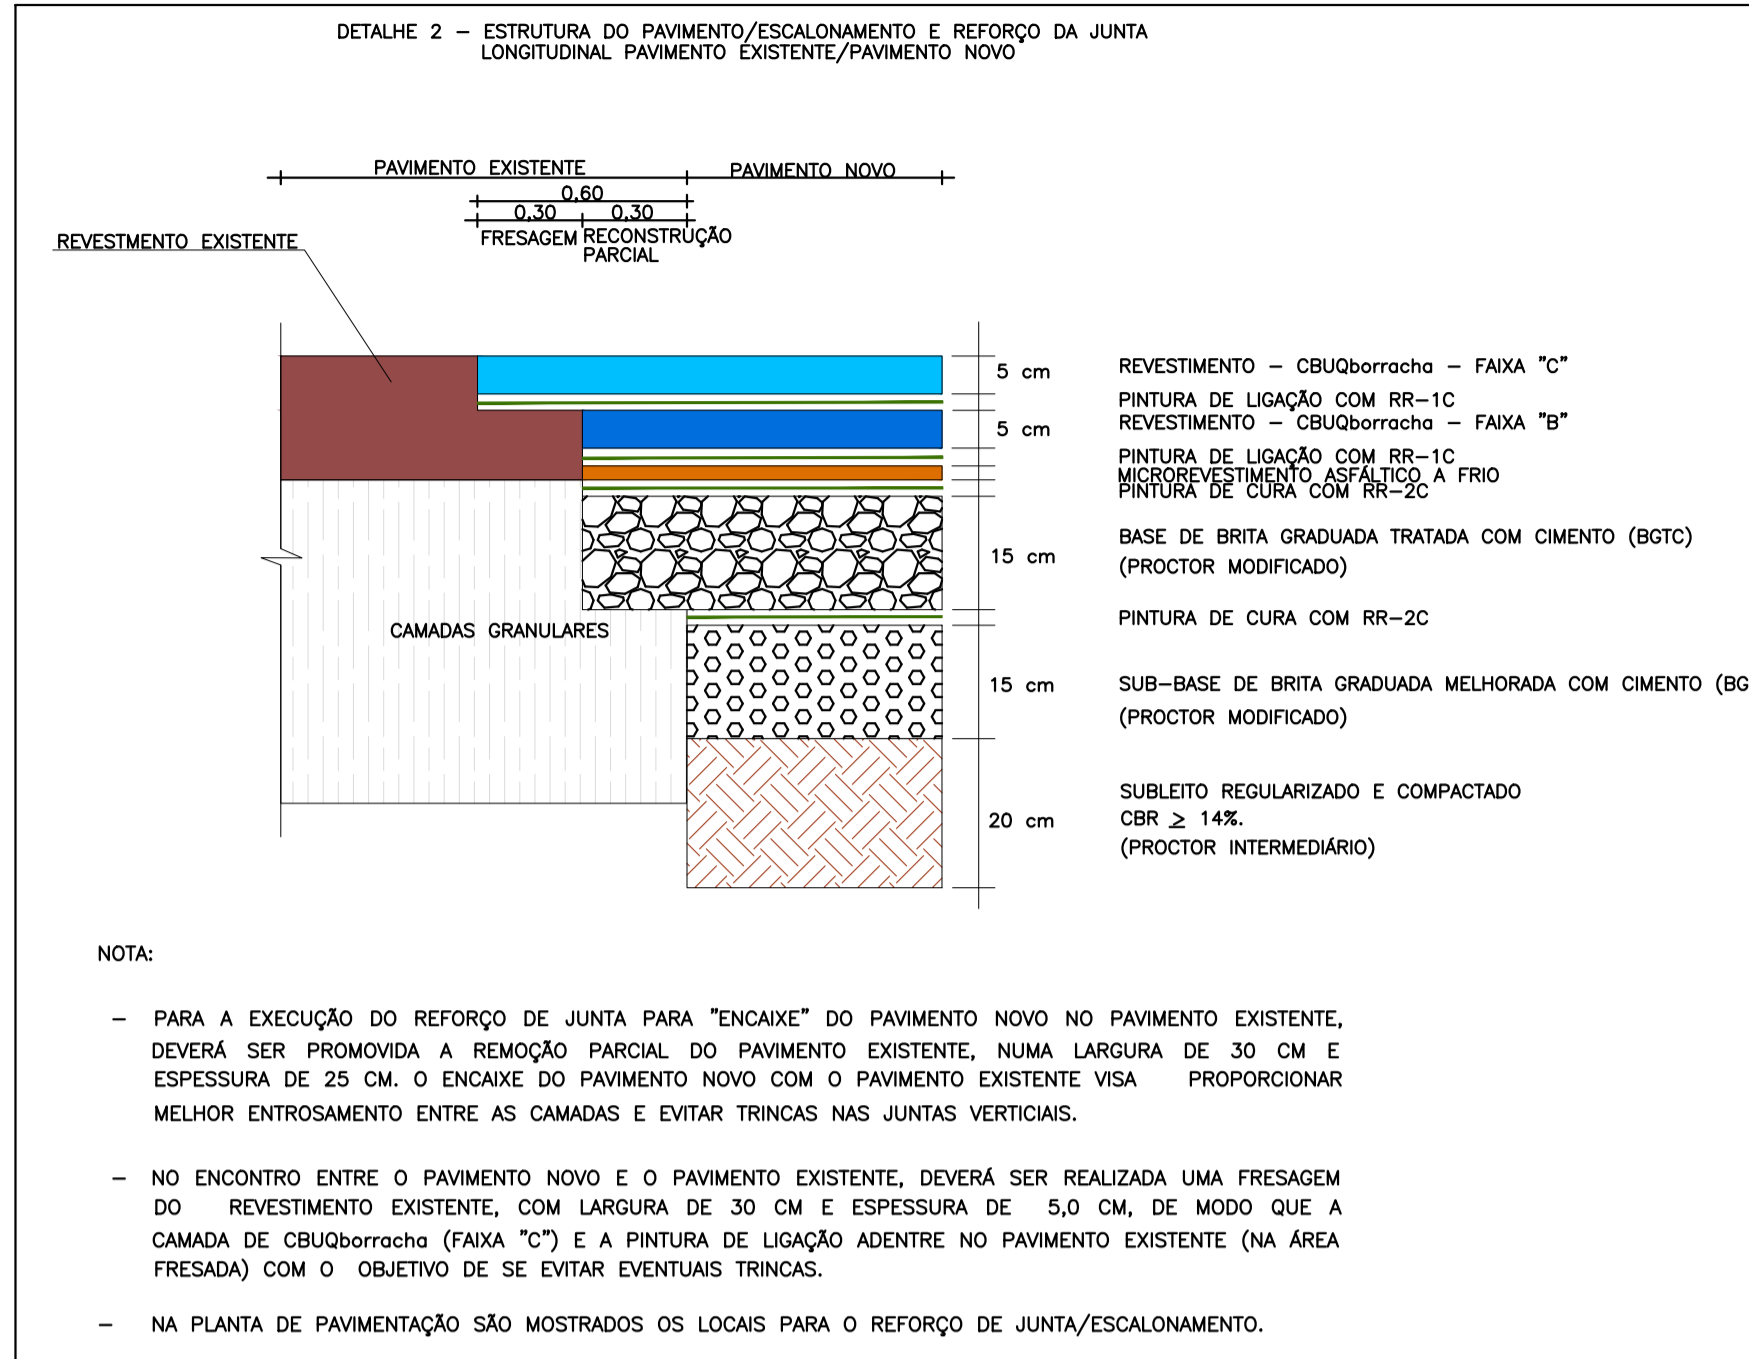 DETALHE 2 – ESTRUTURA DO PAVIMENTO/ESCALONAMENTO E REFORÇO DA JUNTA
LONGITUDINAL PAVIMENTO EXISTENTE/PAVIMENTO NOVO
PAVIMENTO EXISTENTE
PAVIMENTO NOVO
0,60
0,30
0,30
FRESAGEM
RECONSTRUÇÃO
PARCIAL
REVESTMENTO EXISTENTE
5 cm
REVESTIMENTO – CBUQborracha – FAIXA "C"
PINTURA DE LIGAÇÃO COM RR–1C
5 cm
REVESTIMENTO – CBUQborracha – FAIXA "B"
PINTURA DE LIGAÇÃO COM RR–1C
MICROREVESTIMENTO ASFÁLTICO A FRIO
PINTURA DE CURA COM RR–2C
15 cm
BASE DE BRITA GRADUADA TRATADA COM CIMENTO (BGTC)
(PROCTOR MODIFICADO)
PINTURA DE CURA COM RR–2C
CAMADAS GRANULARES
15 cm
SUB–BASE DE BRITA GRADUADA MELHORADA COM CIMENTO (BG
(PROCTOR MODIFICADO)
20 cm
SUBLEITO REGULARIZADO E COMPACTADO
CBR ≥ 14%.
(PROCTOR INTERMEDIÁRIO)
NOTA:
– PARA A EXECUÇÃO DO REFORÇO DE JUNTA PARA "ENCAIXE" DO PAVIMENTO NOVO NO PAVIMENTO EXISTENTE,
DEVERÁ SER PROMOVIDA A REMOÇÃO PARCIAL DO PAVIMENTO EXISTENTE, NUMA LARGURA DE 30 CM E
ESPESSURA DE 25 CM. O ENCAIXE DO PAVIMENTO NOVO COM O PAVIMENTO EXISTENTE VISA PROPORCIONAR
MELHOR ENTROSAMENTO ENTRE AS CAMADAS E EVITAR TRINCAS NAS JUNTAS VERTICIAIS.
– NO ENCONTRO ENTRE O PAVIMENTO NOVO E O PAVIMENTO EXISTENTE, DEVERÁ SER REALIZADA UMA FRESAGEM
DO REVESTIMENTO EXISTENTE, COM LARGURA DE 30 CM E ESPESSURA DE 5,0 CM, DE MODO QUE A
CAMADA DE CBUQborracha (FAIXA "C") E A PINTURA DE LIGAÇÃO ADENTRE NO PAVIMENTO EXISTENTE (NA ÁREA
FRESADA) COM O OBJETIVO DE SE EVITAR EVENTUAIS TRINCAS.
– NA PLANTA DE PAVIMENTAÇÃO SÃO MOSTRADOS OS LOCAIS PARA O REFORÇO DE JUNTA/ESCALONAMENTO.